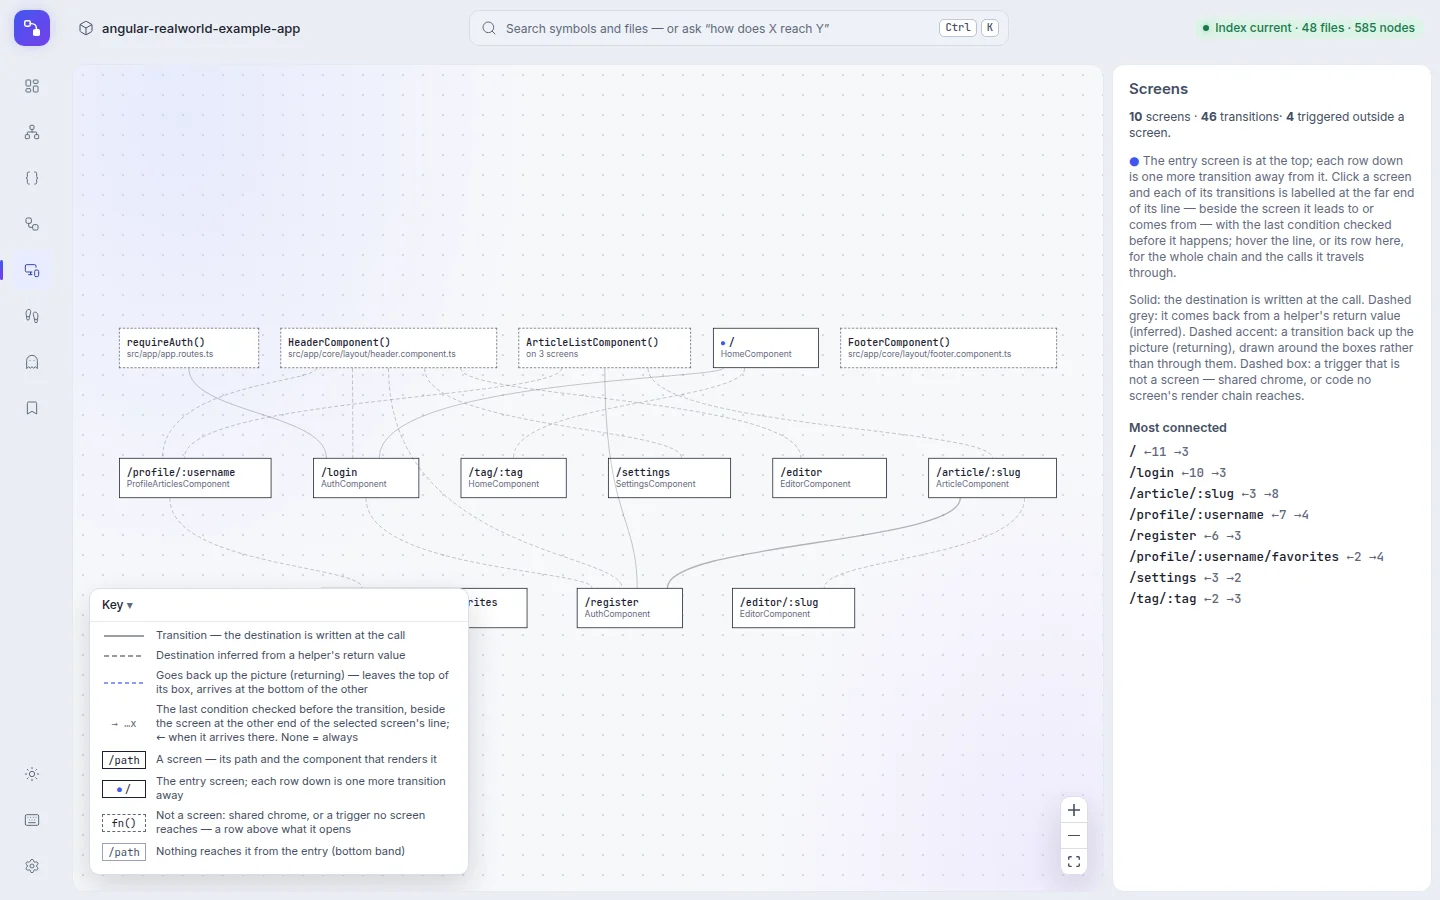 angular-realworld-example-app
Search symbols and files — or ask “how does X reach Y”
Ctrl K
Index current · 48 files · 585 nodes
requireAuth()
src/app/app.routes.ts
HeaderComponent()
src/app/core/layout/header.component.ts
ArticleListComponent()
on 3 screens
/
HomeComponent
FooterComponent()
src/app/core/layout/footer.component.ts
/profile/:username
ProfileArticlesComponent
/login
AuthComponent
/tag/:tag
HomeComponent
/settings
SettingsComponent
/editor
EditorComponent
/article/:slug
ArticleComponent
rites
/register
AuthComponent
/editor/:slug
EditorComponent
Key ▾
Transition — the destination is written at the call
Destination inferred from a helper's return value
Goes back up the picture (returning) — leaves the top of
its box, arrives at the bottom of the other
→ …x
The last condition checked before the transition, beside
the screen at the other end of the selected screen's line;
← when it arrives there. None = always
/path
A screen — its path and the component that renders it
/
The entry screen; each row down is one more transition
away
fn()
Not a screen: shared chrome, or a trigger no screen
reaches — a row above what it opens
/path
Nothing reaches it from the entry (bottom band)
Screens
10 screens · 46 transitions· 4 triggered outside a
screen.
The entry screen is at the top; each row down
is one more transition away from it. Click a screen
and each of its transitions is labelled at the far end
of its line — beside the screen it leads to or
comes from — with the last condition checked
before it happens; hover the line, or its row here,
for the whole chain and the calls it travels
through.
Solid: the destination is written at the call. Dashed
grey: it comes back from a helper's return value
(inferred). Dashed accent: a transition back up the
picture (returning), drawn around the boxes rather
than through them. Dashed box: a trigger that is
not a screen — shared chrome, or code no
screen's render chain reaches.
Most connected
/ ←11 →3
/login ←10 →3
/article/:slug ←3 →8
/profile/:username ←7 →4
/register ←6 →3
/profile/:username/favorites ←2 →4
/settings ←3 →2
/tag/:tag ←2 →3